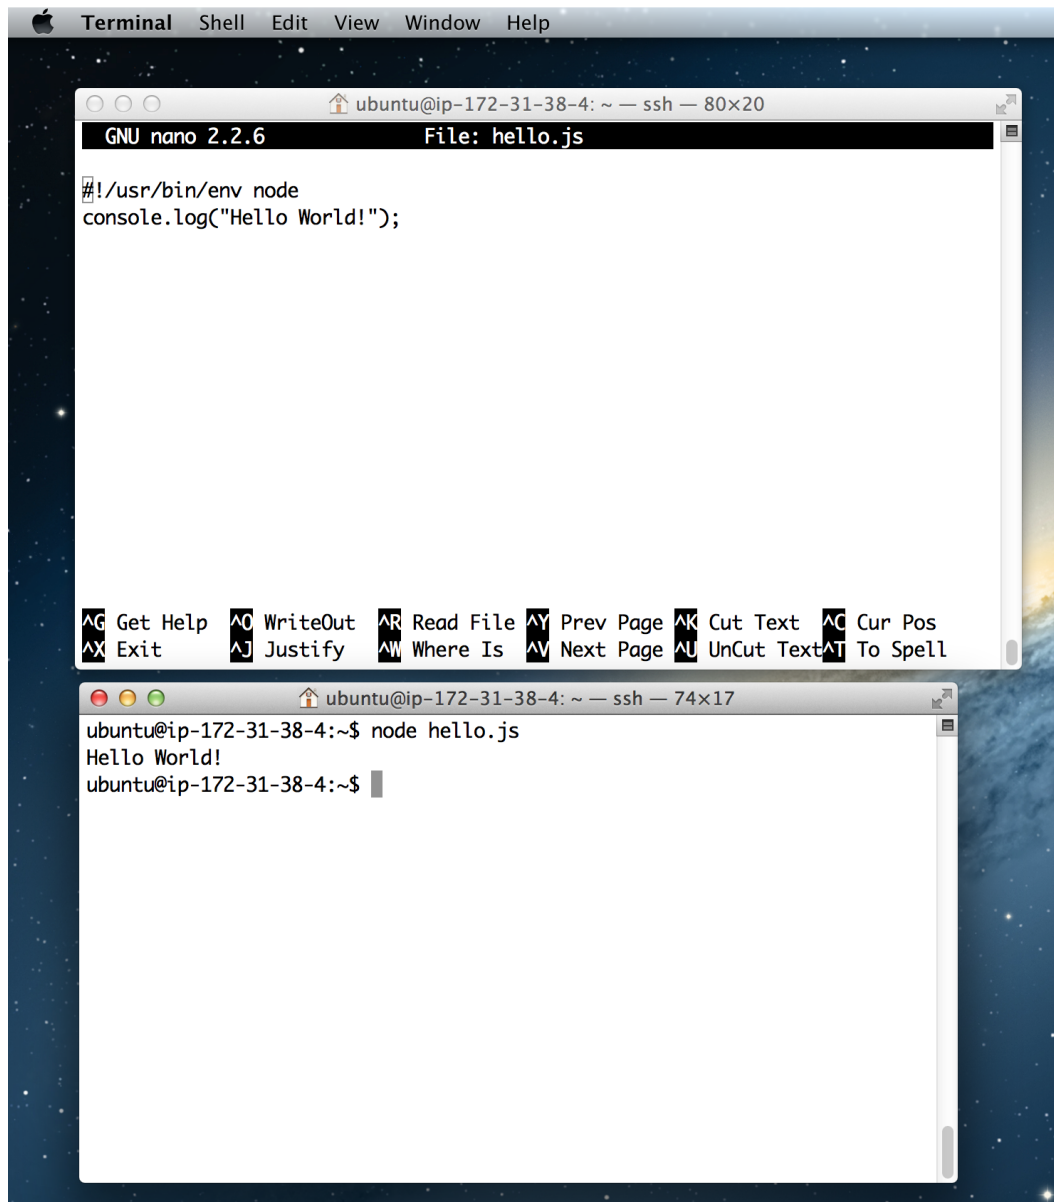 Terminal Shell Edit View Window Help
ubuntu@ip-172-31-38-4: ~ — ssh — 80×20
GNU nano 2.2.6 File: hello.js
#!/usr/bin/env node
console.log("Hello World!");
^G Get Help ^O WriteOut ^R Read File ^Y Prev Page ^K Cut Text ^C Cur Pos
^X Exit ^J Justify ^W Where Is ^V Next Page ^U UnCut Text^T To Spell
ubuntu@ip-172-31-38-4: ~ — ssh — 74×17
ubuntu@ip-172-31-38-4:~$ node hello.js
Hello World!
ubuntu@ip-172-31-38-4:~$